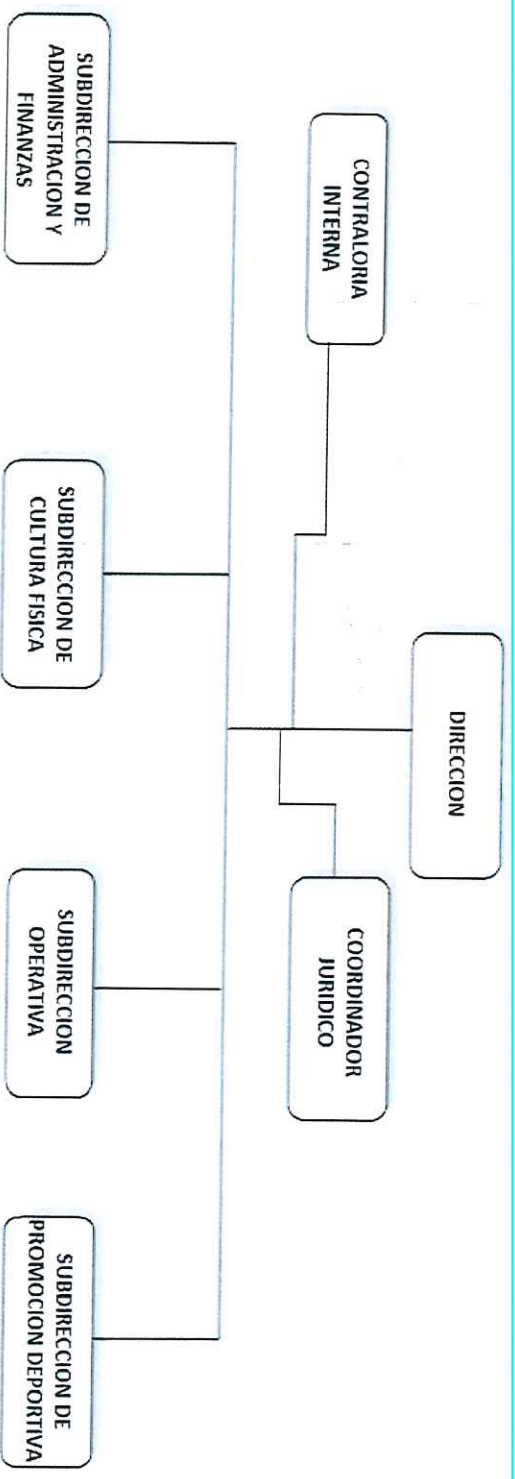 DIRECCION
CONTRALORIA
INTERNA
COORDINADOR
JURIDICO
SUBDIRECCION DE
ADMINISTRACION Y
FINANZAS
SUBDIRECCION DE
CULTURA FISICA
SUBDIRECCION
OPERATIVA
SUBDIRECCION DE
PROMOCION DEPORTIVA